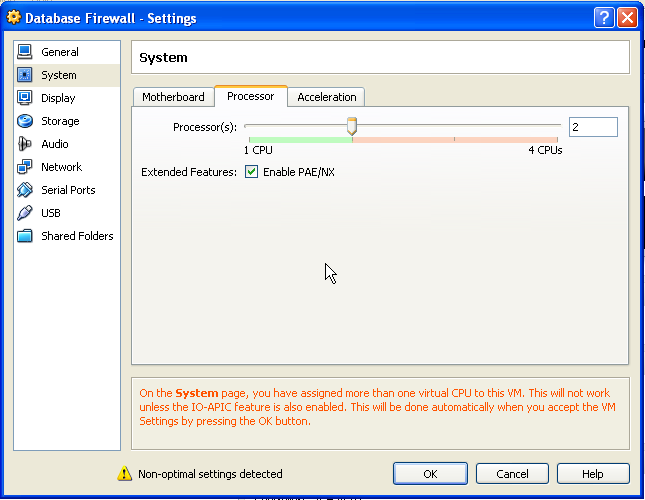 Database Firewall - Settings
General
System
Display
Storage
Audio
Network
Serial Ports
USB
Shared Folders
System
Motherboard Processor Acceleration
Processor(s): 2
1 CPU 4 CPUs
Extended Features: Enable PAE/NX
On the System page, you have assigned more than one virtual CPU to this VM. This will not work
unless the IO-APIC feature is also enabled. This will be done automatically when you accept the VM
Settings by pressing the OK button.
Non-optimal settings detected
OK Cancel Help